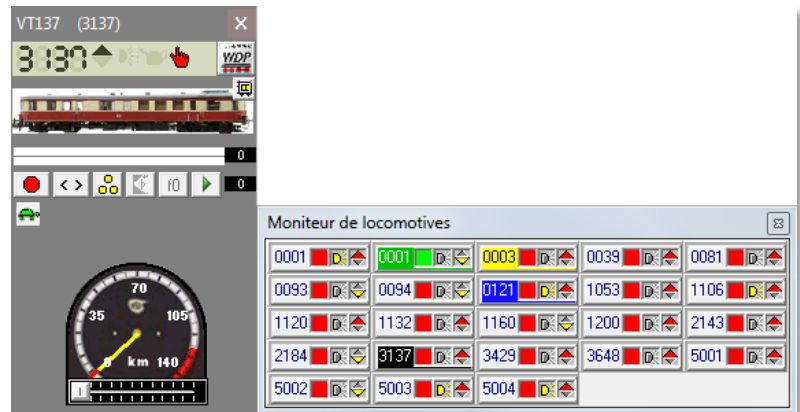 VT137 (3137) X
3137 WDP
0
< > f0 0
70
35 105
0 km 140
Moniteur de locomotives
0001 D 0001 D 0003 D 0039 D 0081 D
0093 D 0094 D 0121 D 1053 D 1106 D
1120 D 1132 D 1160 D 1200 D 2143 D
2184 D 3137 D 3429 D 3648 D 5001 D
5002 D 5003 D 5004 D